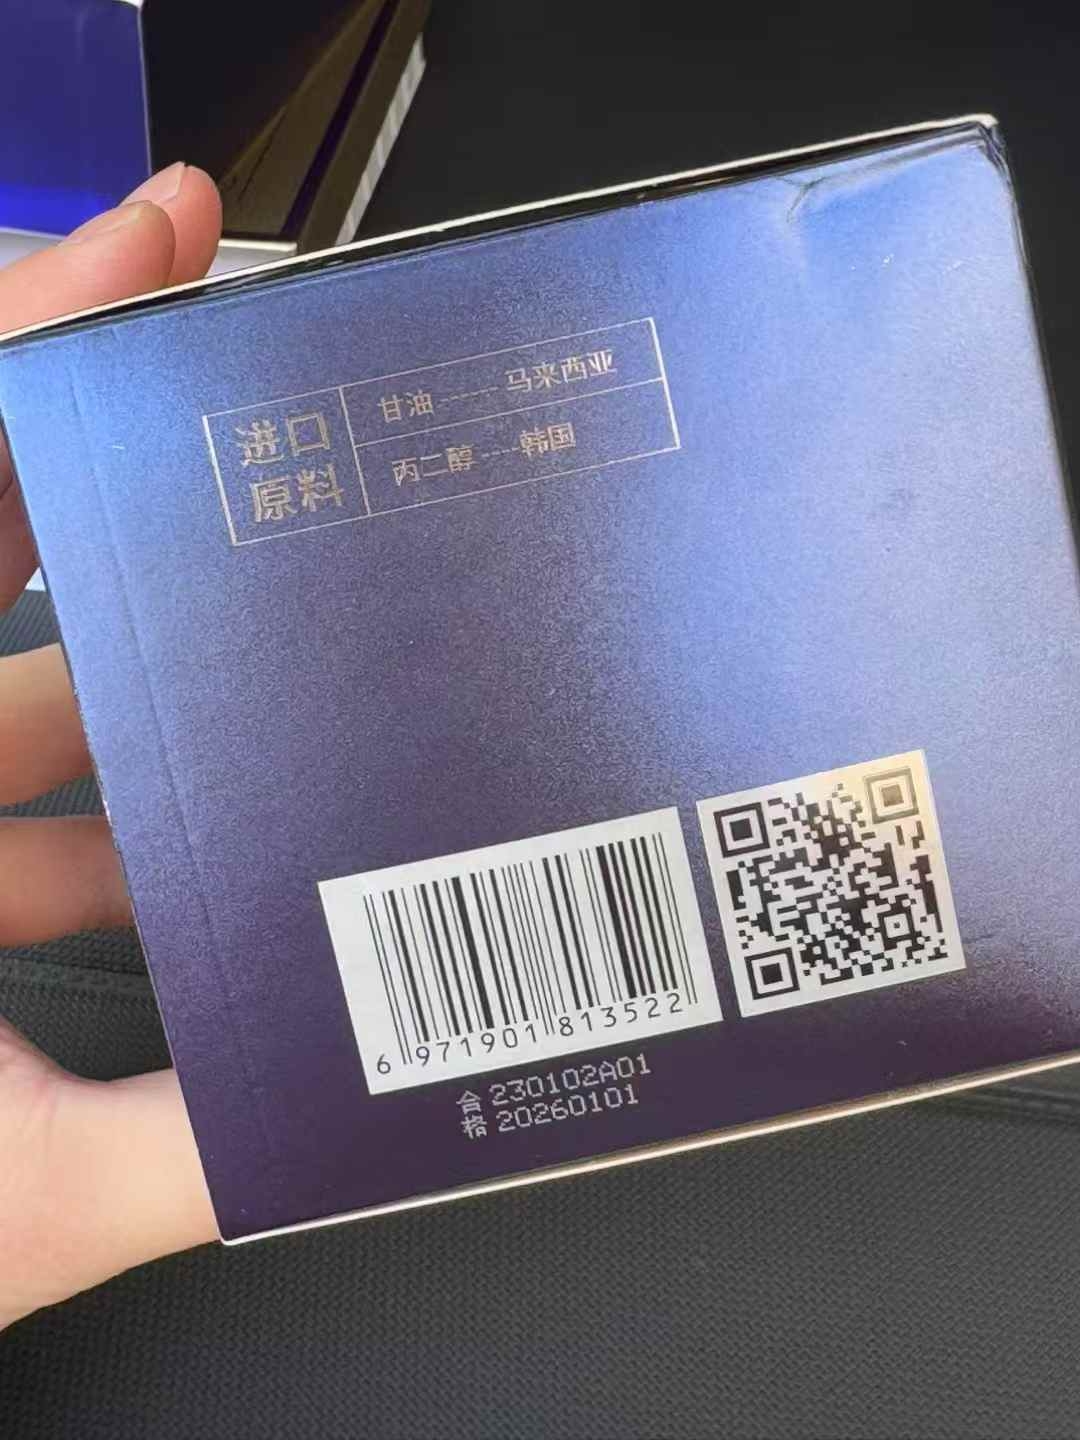 进口
原料
甘油------马来西亚
丙二醇----韩国
6 971901 813522
合 230102A01
格 20260101